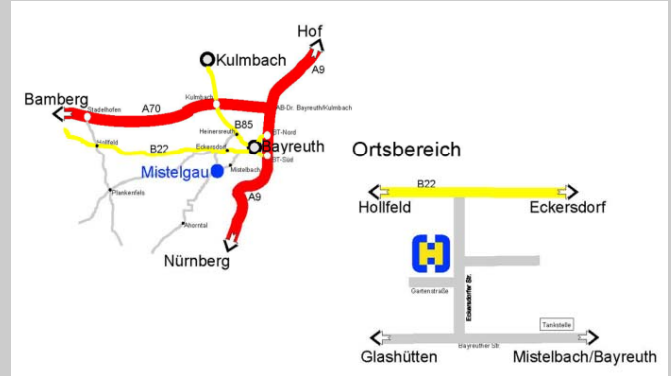 Hof
A9
Kulmbach
Bamberg
Stadelhofen
A70
Kulmbach
AB-Dr. Bayreuth/Kulmbach
Heinersreuth
B85
BT-Nord
Hollfeld
B22
Eckersdorf
Bayreuth
BT-Süd
Mistelgau
Mistelbach
Plankenfels
A9
Ahorntal
Nürnberg
Ortsbereich
B22
Hollfeld
Eckersdorf
H
Gartenstraße
Eckersdorfer Str.
Tankstelle
Bayreuther Str.
Glashütten
Mistelbach/Bayreuth